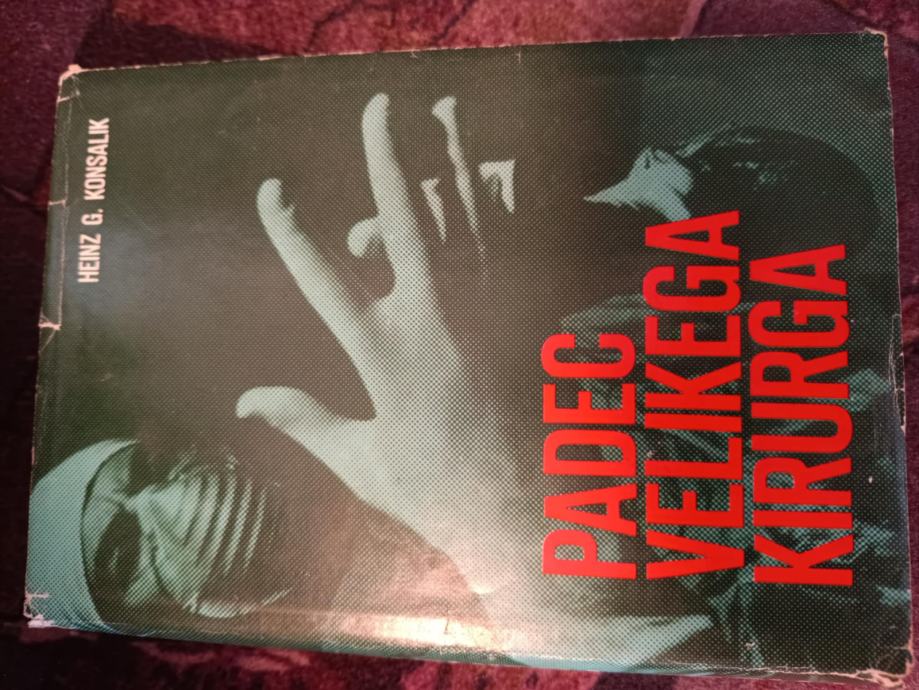 HEINZ G. KONSALIK
PADEC
VELIKEGA
KIRURGA